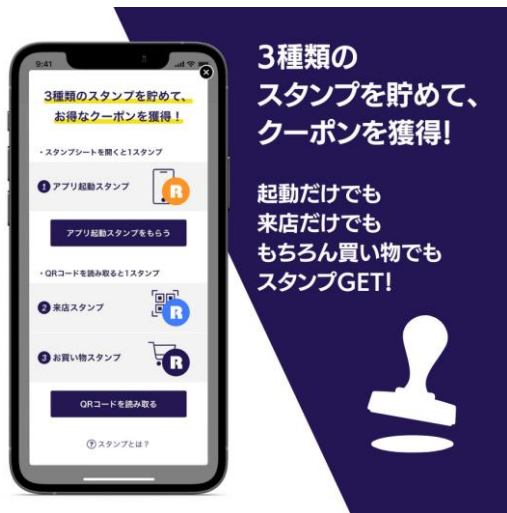 9:41
3種類のスタンプを貯めて、
お得なクーポンを獲得！
・スタンプシートを開くと1スタンプ
1 アプリ起動スタンプ
R
アプリ起動スタンプをもらう
・QRコードを読み取ると1スタンプ
2 来店スタンプ
R
3 お買い物スタンプ
R
QRコードを読み取る
? スタンプとは？
3種類の
スタンプを貯めて、
クーポンを獲得!
起動だけでも
来店だけでも
もちろん買い物でも
スタンプGET!